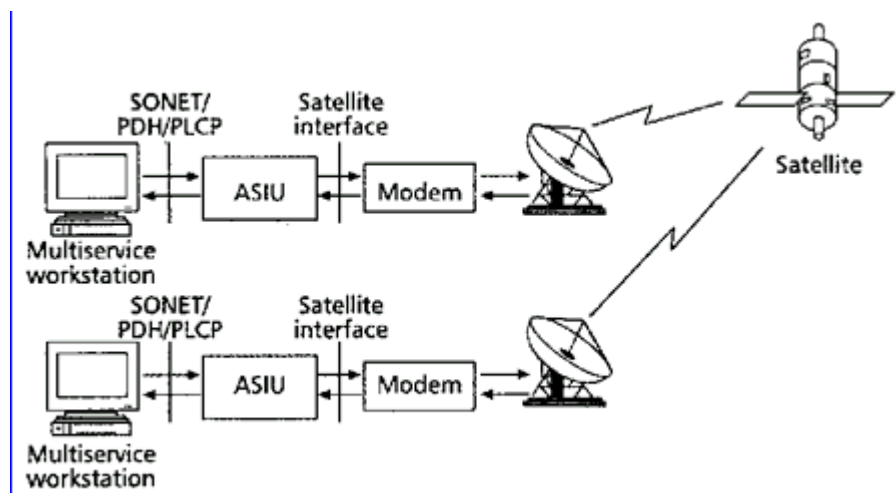 SONET/
PDH/PLCP
Satellite
interface
ASIU
Modem
Satellite
Multiservice
workstation
SONET/
PDH/PLCP
Satellite
interface
ASIU
Modem
Multiservice
workstation